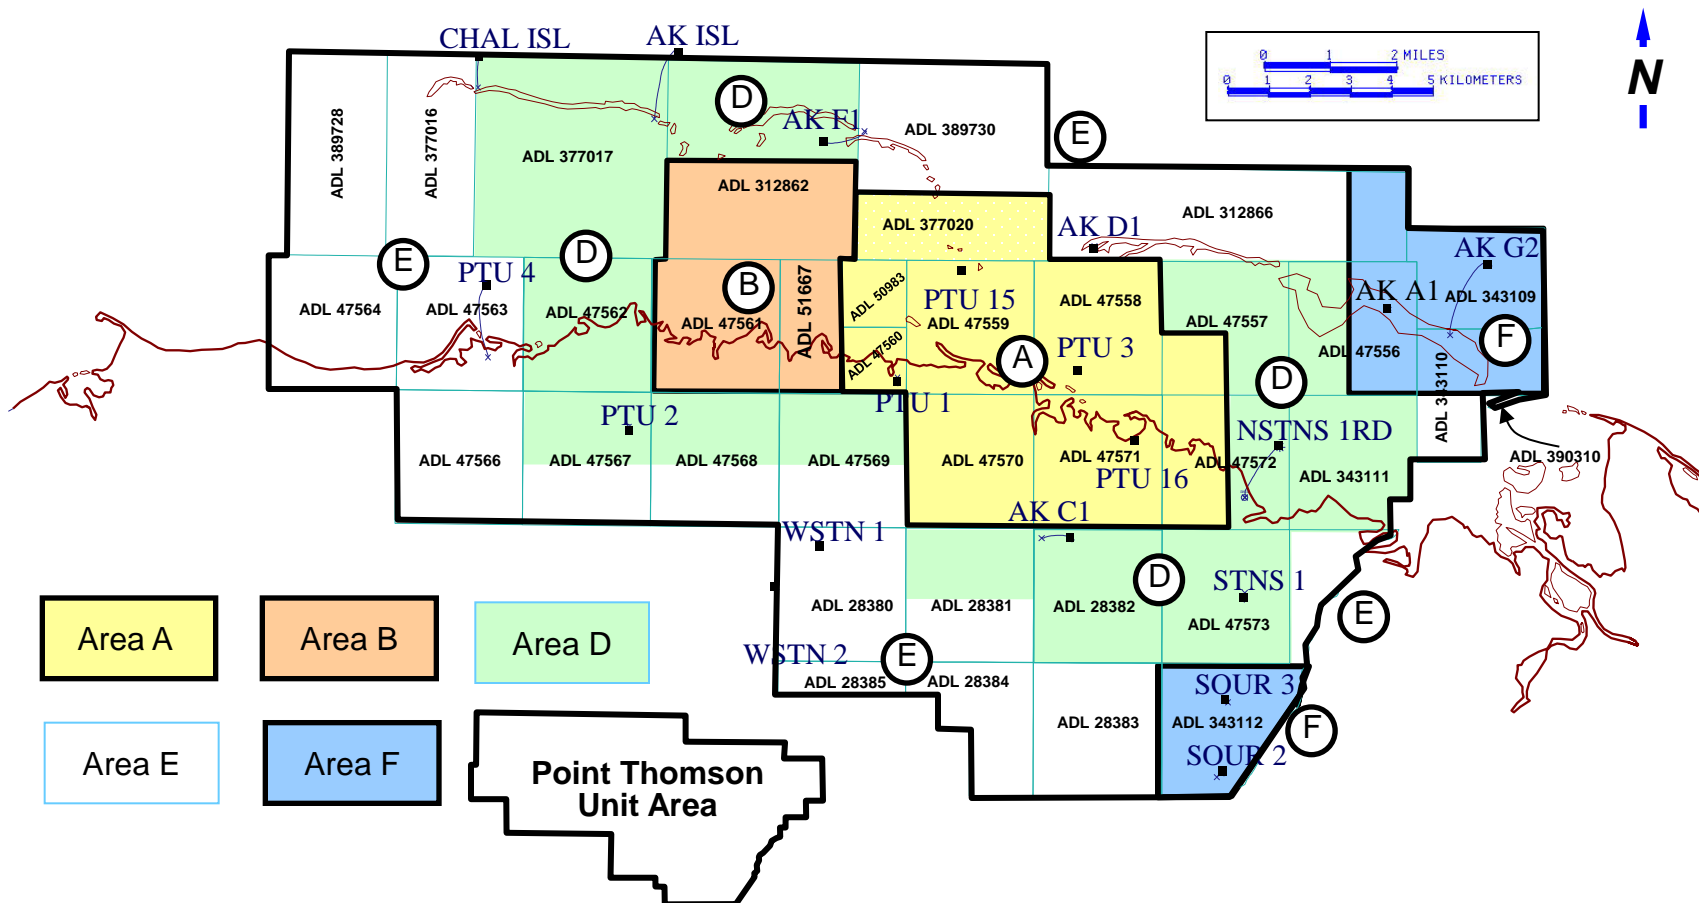 CHAL ISL
AK ISL
0 1 2 MILES
0 1 2 3 4 5 KILOMETERS
N
D
AK F1
ADL 389730
E
ADL 389728
ADL 377016
ADL 377017
ADL 312862
ADL 377020
ADL 312866
AK D1
AK G2
E
D
PTU 4
B
ADL 51667
ADL 50983
PTU 15
ADL 47558
AK A1
ADL 343109
ADL 47564
ADL 47563
ADL 47562
ADL 47561
ADL 47559
ADL 47557
ADL 47560
A
PTU 3
ADL 47556
F
ADL 343110
D
PTU 1
PTU 2
NSTNS 1RD
ADL 47566
ADL 47567
ADL 47568
ADL 47569
ADL 47570
ADL 47571
ADL 47572
ADL 343111
ADL 390310
PTU 16
AK C1
WSTN 1
D
STNS 1
ADL 28380
ADL 28381
ADL 28382
ADL 47573
E
WSTN 2
E
ADL 28385
ADL 28384
SOUR 3
ADL 28383
ADL 343112
F
SOUR 2
Area A
Area B
Area D
Area E
Area F
Point Thomson
Unit Area